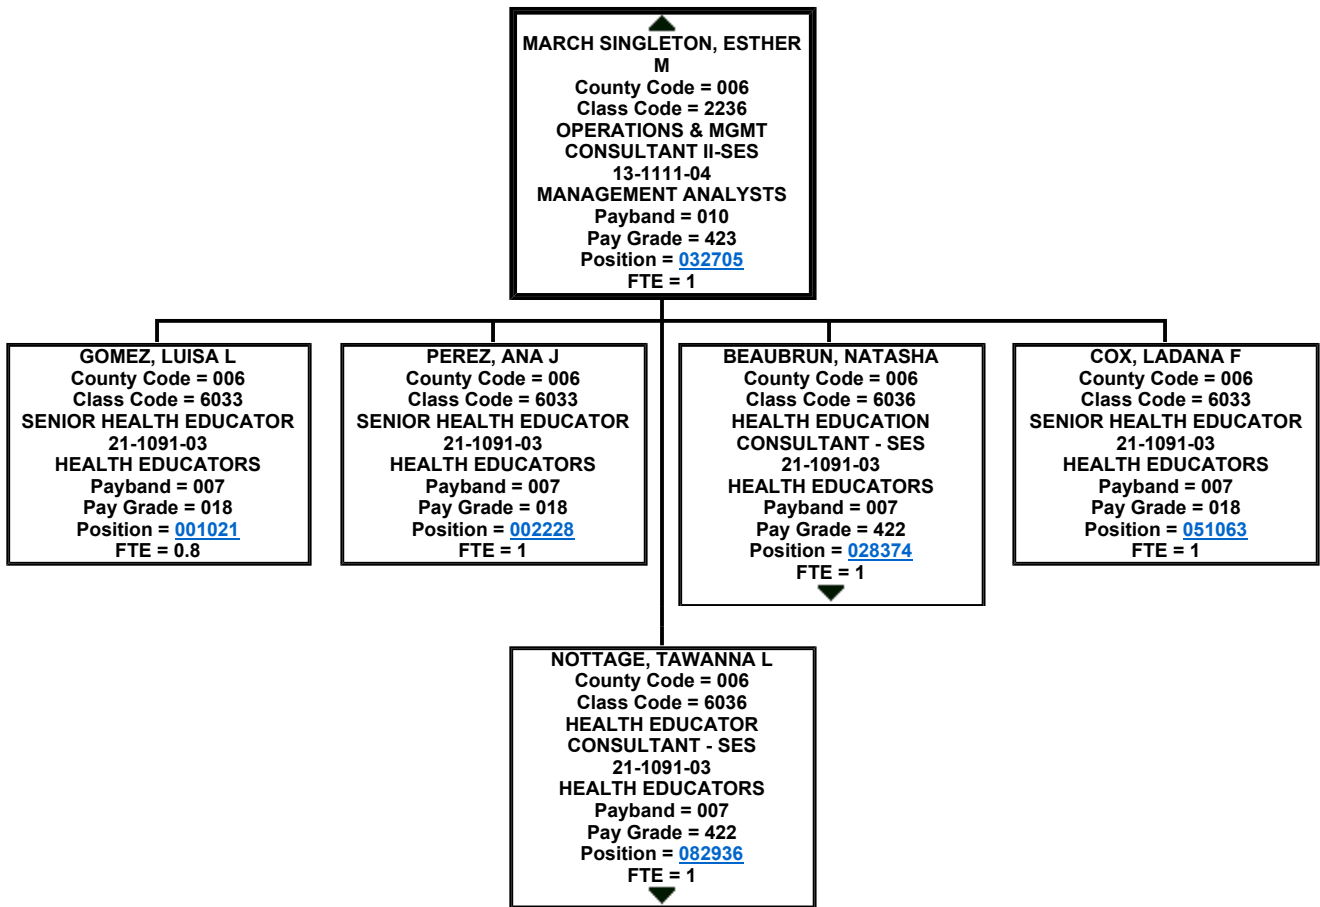 MARCH SINGLETON, ESTHER
M
County Code = 006
Class Code = 2236
OPERATIONS & MGMT
CONSULTANT II-SES
13-1111-04
MANAGEMENT ANALYSTS
Payband = 010
Pay Grade = 423
Position = 032705
FTE = 1
GOMEZ, LUISA L
County Code = 006
Class Code = 6033
SENIOR HEALTH EDUCATOR
21-1091-03
HEALTH EDUCATORS
Payband = 007
Pay Grade = 018
Position = 001021
FTE = 0.8
PEREZ, ANA J
County Code = 006
Class Code = 6033
SENIOR HEALTH EDUCATOR
21-1091-03
HEALTH EDUCATORS
Payband = 007
Pay Grade = 018
Position = 002228
FTE = 1
BEAUBRUN, NATASHA
County Code = 006
Class Code = 6036
HEALTH EDUCATION
CONSULTANT - SES
21-1091-03
HEALTH EDUCATORS
Payband = 007
Pay Grade = 422
Position = 028374
FTE = 1
COX, LADANA F
County Code = 006
Class Code = 6033
SENIOR HEALTH EDUCATOR
21-1091-03
HEALTH EDUCATORS
Payband = 007
Pay Grade = 018
Position = 051063
FTE = 1
NOTTAGE, TAWANNA L
County Code = 006
Class Code = 6036
HEALTH EDUCATOR
CONSULTANT - SES
21-1091-03
HEALTH EDUCATORS
Payband = 007
Pay Grade = 422
Position = 082936
FTE = 1